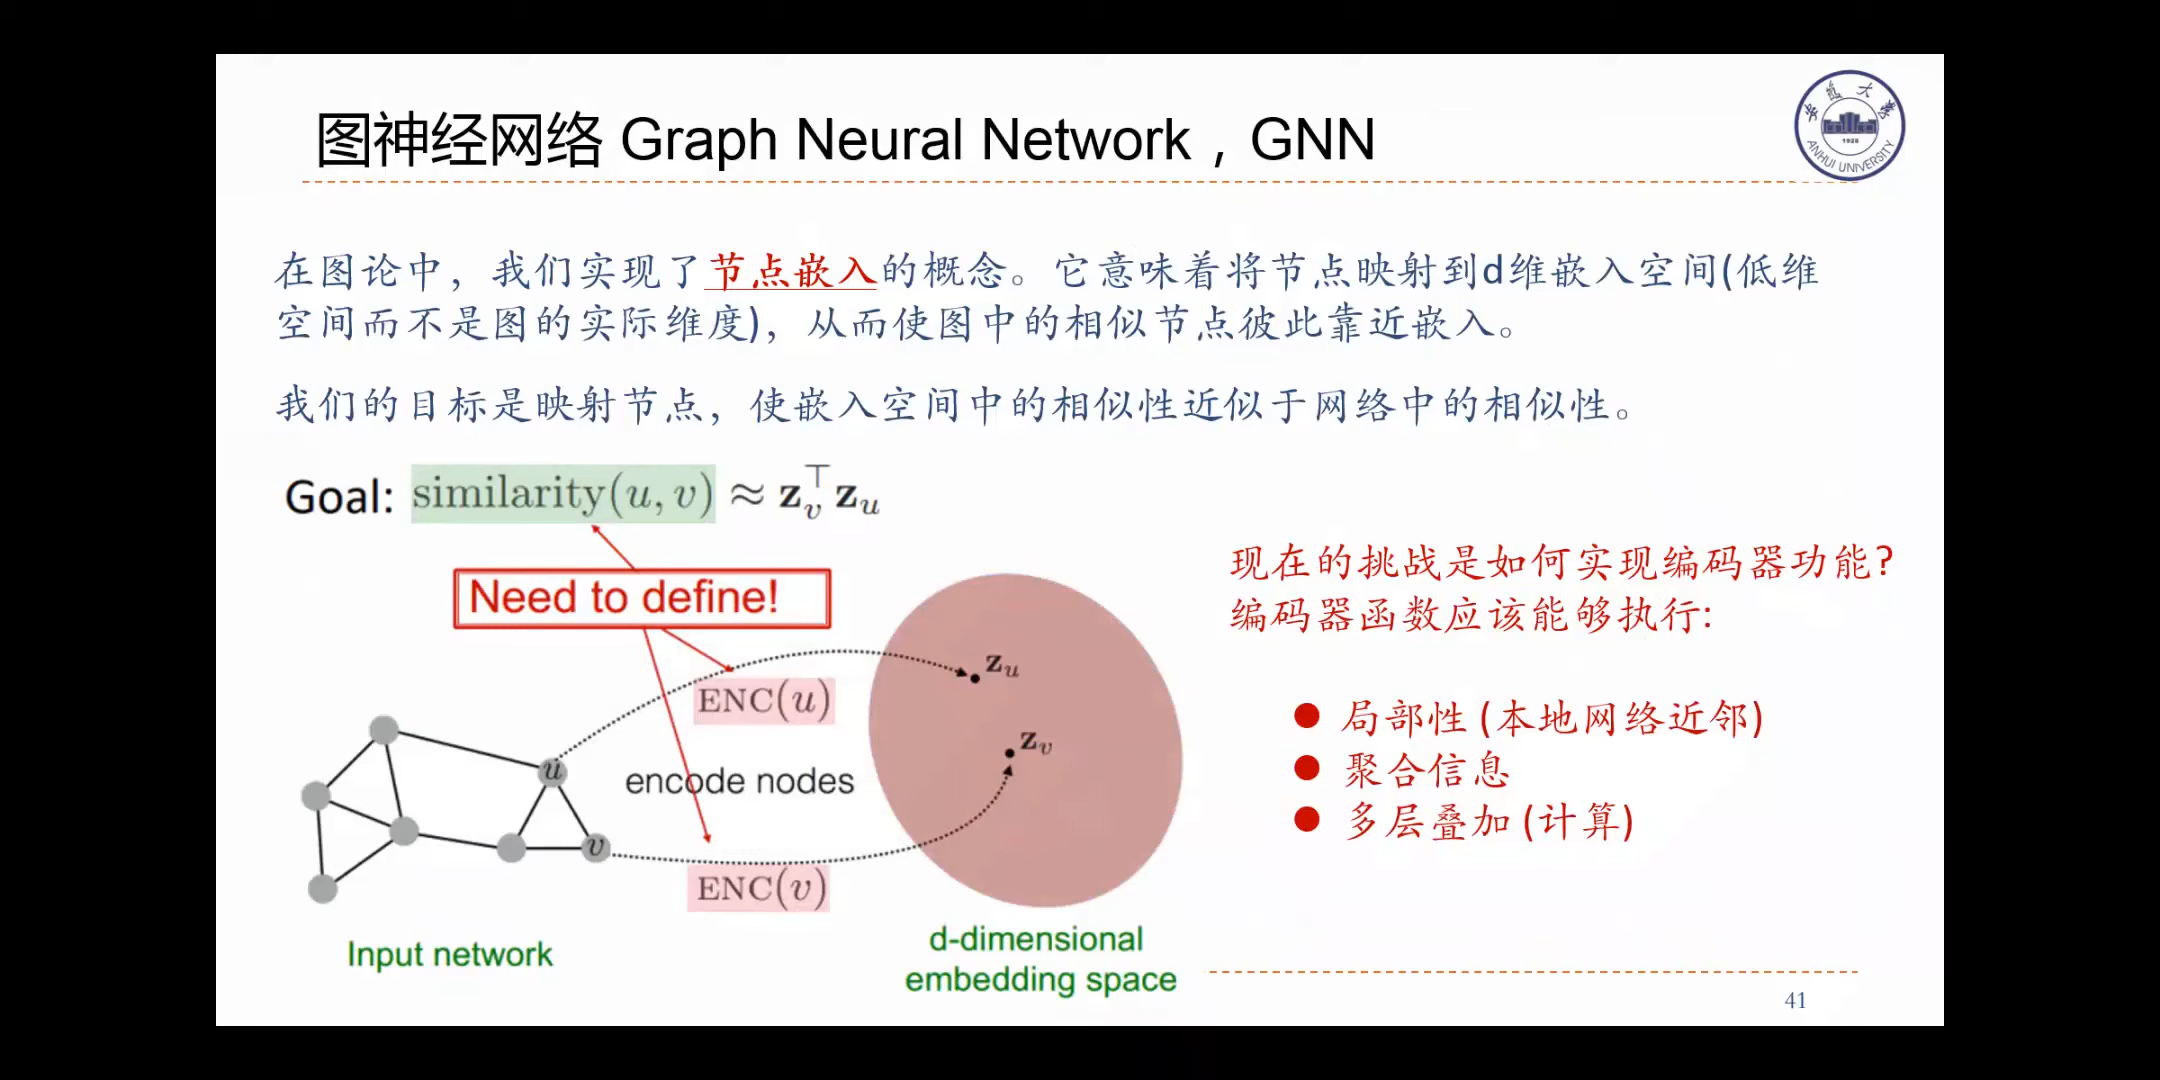 图神经网络 Graph Neural Network，GNN
安徽大学
1928
ANHUI UNIVERSITY
在图论中，我们实现了节点嵌入的概念。它意味着将节点映射到d维嵌入空间(低维
空间而不是图的实际维度)，从而使图中的相似节点彼此靠近嵌入。
我们的目标是映射节点，使嵌入空间中的相似性近似于网络中的相似性。
Goal: similarity(u, v) ≈ z_v^⊤ z_u
Need to define!
现在的挑战是如何实现编码器功能?
编码器函数应该能够执行:
● 局部性 (本地网络近邻)
● 聚合信息
● 多层叠加 (计算)
z_u
ENC(u)
z_v
u
encode nodes
v
ENC(v)
Input network
d-dimensional
embedding space
41